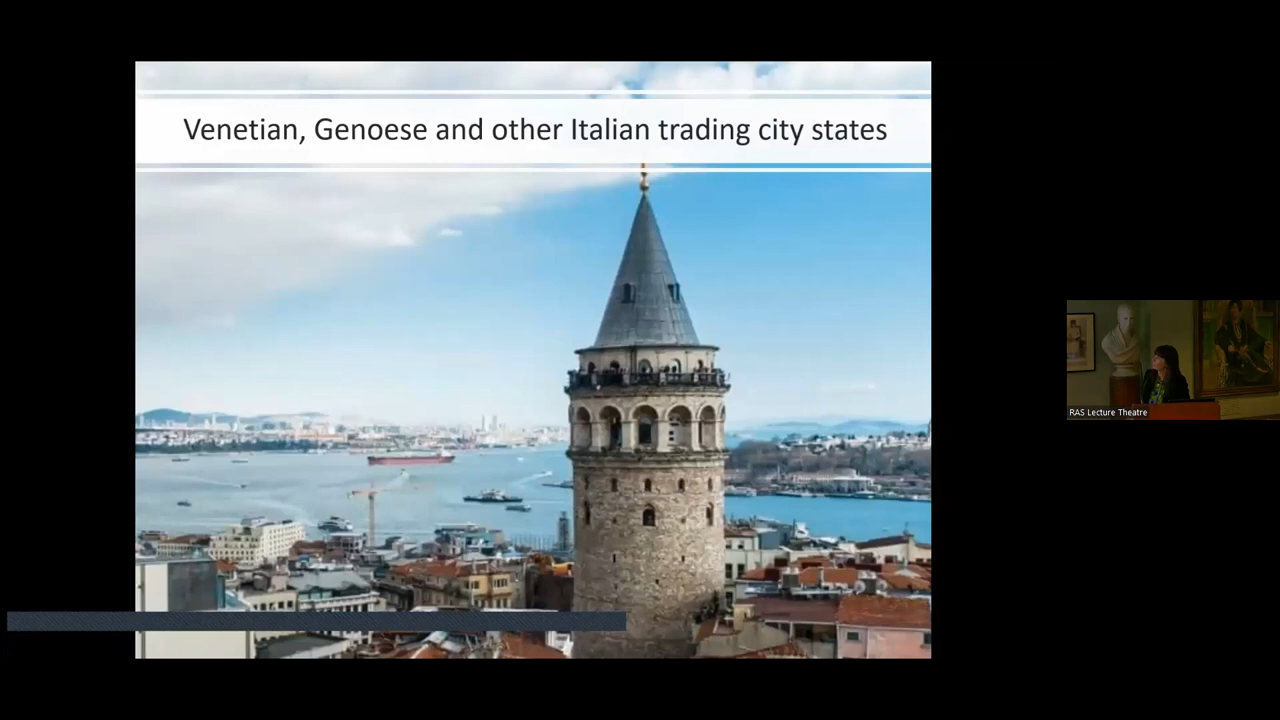 Venetian, Genoese and other Italian trading city states
RAS Lecture Theatre